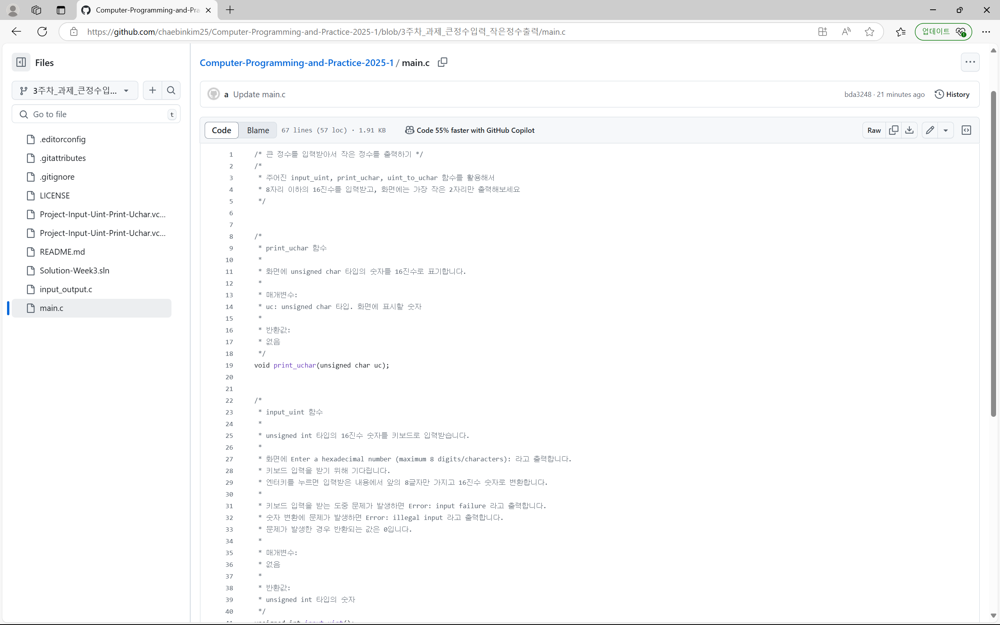 Computer-Programming-and-Pra
https://github.com/chaebinkim25/Computer-Programming-and-Practice-2025-1/blob/3주차_과제_큰정수입력_작은정수출력/main.c
업데이트
Files
3주차_과제_큰정수입...
Go to file
t
.editorconfig
.gitattributes
.gitignore
LICENSE
Project-Input-Uint-Print-Uchar.vc...
Project-Input-Uint-Print-Uchar.vc...
README.md
Solution-Week3.sln
input_output.c
main.c
Computer-Programming-and-Practice-2025-1 / main.c
a Update main.c
bda3248 · 21 minutes ago
History
Code Blame 67 lines (57 loc) · 1.91 KB
Code 55% faster with GitHub Copilot
Raw
1 /* 큰 정수를 입력받아서 작은 정수를 출력하기 */
2 /*
3 * 주어진 input_uint, print_uchar, uint_to_uchar 함수를 활용해서
4 * 8자리 이하의 16진수를 입력받고, 화면에는 가장 작은 2자리만 출력해보세요
5 */
6
7
8 /*
9 * print_uchar 함수
10 *
11 * 화면에 unsigned char 타입의 숫자를 16진수로 표기합니다.
12 *
13 * 매개변수:
14 * uc: unsigned char 타입. 화면에 표시할 숫자
15 *
16 * 반환값:
17 * 없음
18 */
19 void print_uchar(unsigned char uc);
20
21
22 /*
23 * input_uint 함수
24 *
25 * unsigned int 타입의 16진수 숫자를 키보드로 입력받습니다.
26 *
27 * 화면에 Enter a hexadecimal number (maximum 8 digits/characters): 라고 출력합니다.
28 * 키보드 입력을 받기 위해 기다립니다.
29 * 엔터키를 누르면 입력받은 내용에서 앞의 8글자만 가지고 16진수 숫자로 변환합니다.
30 *
31 * 키보드 입력을 받는 도중 문제가 발생하면 Error: input failure 라고 출력합니다.
32 * 숫자 변환에 문제가 발생하면 Error: illegal input 라고 출력합니다.
33 * 문제가 발생한 경우 반환되는 값은 0입니다.
34 *
35 * 매개변수:
36 * 없음
37 *
38 * 반환값:
39 * unsigned int 타입의 숫자
40 */